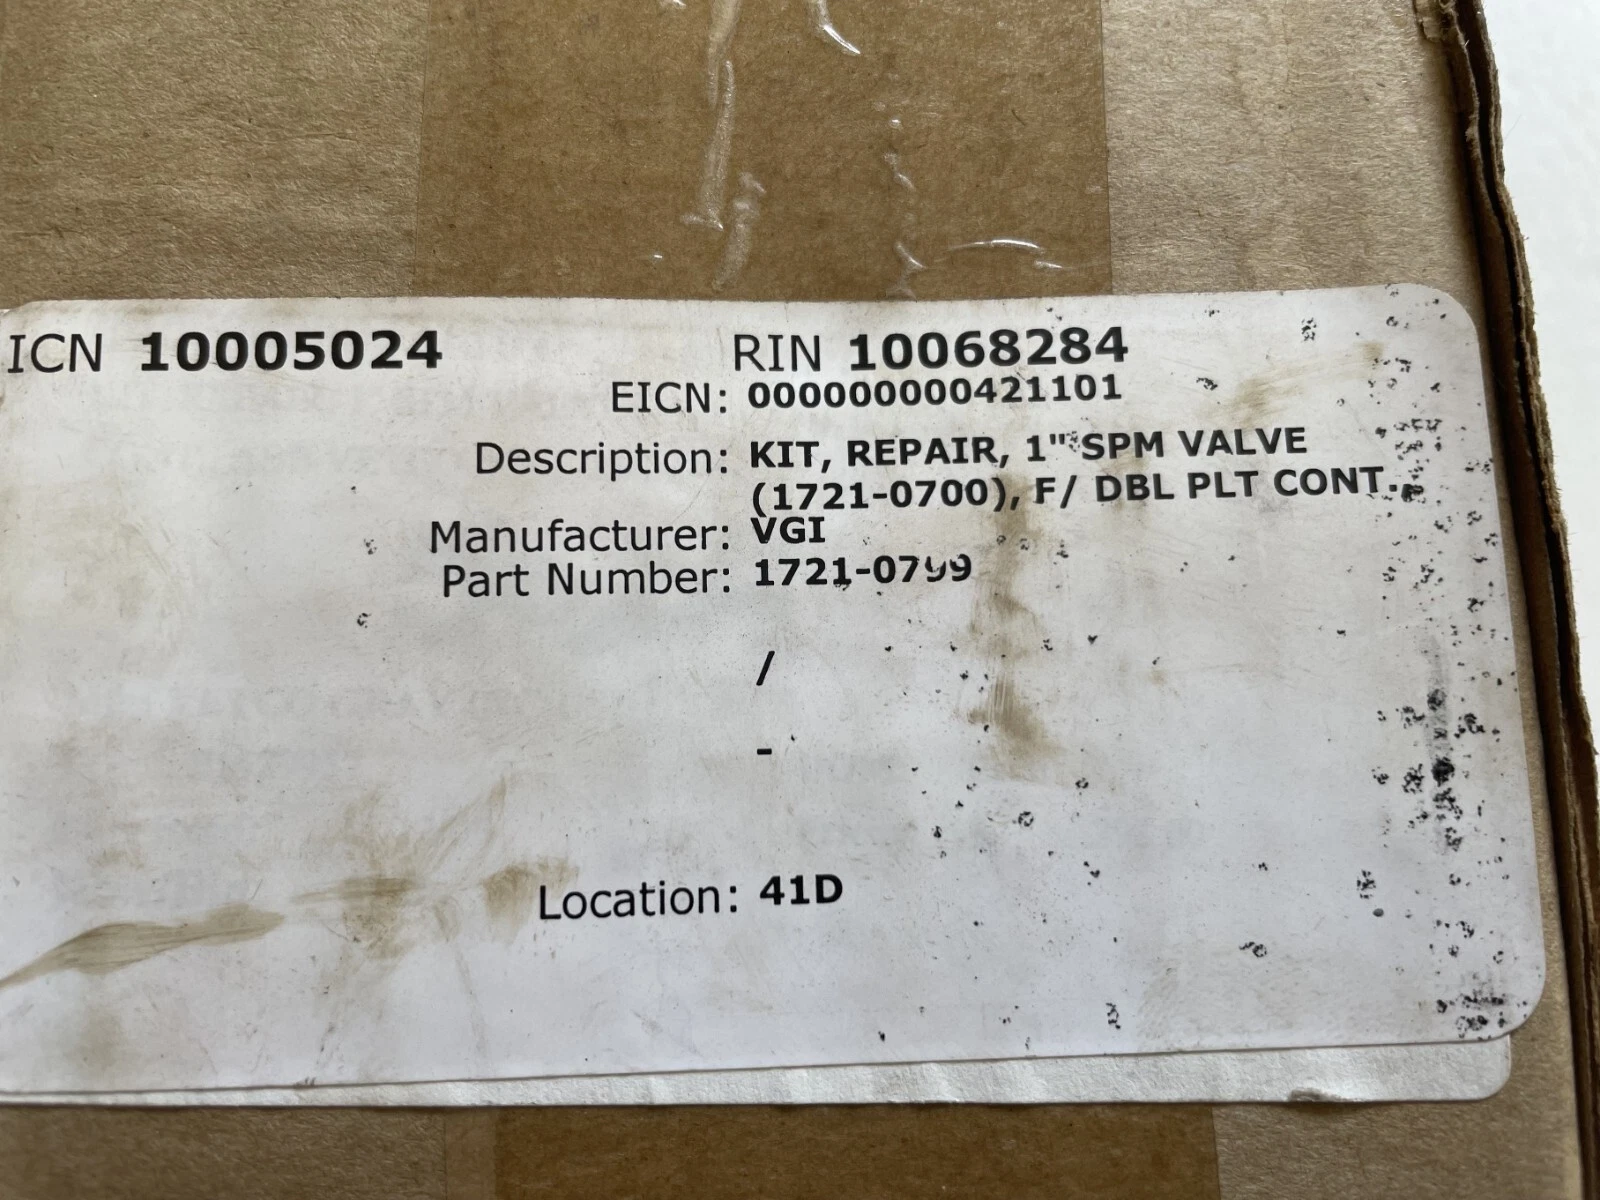 ICN 10005024 RIN 10068284
EICN: 000000000421101
Description: KIT, REPAIR, 1" SPM VALVE
(1721-0700), F/ DBL PLT CONT...
Manufacturer: VGI
Part Number: 1721-0799
/
-
Location: 41D